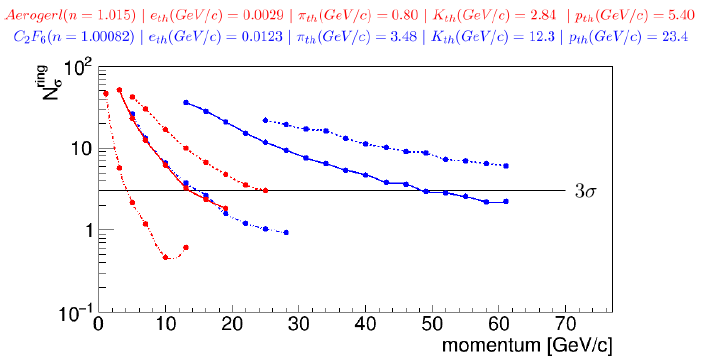 Aerogerl(n = 1.015) | e_th(GeV/c) = 0.0029 | π_th(GeV/c) = 0.80 | K_th(GeV/c) = 2.84 | p_th(GeV/c) = 5.40
C₂F₆(n = 1.00082) | e_th(GeV/c) = 0.0123 | π_th(GeV/c) = 3.48 | K_th(GeV/c) = 12.3 | p_th(GeV/c) = 23.4
N_σ^ring
10²
10
1
10⁻¹
3σ
0 10 20 30 40 50 60 70
momentum [GeV/c]